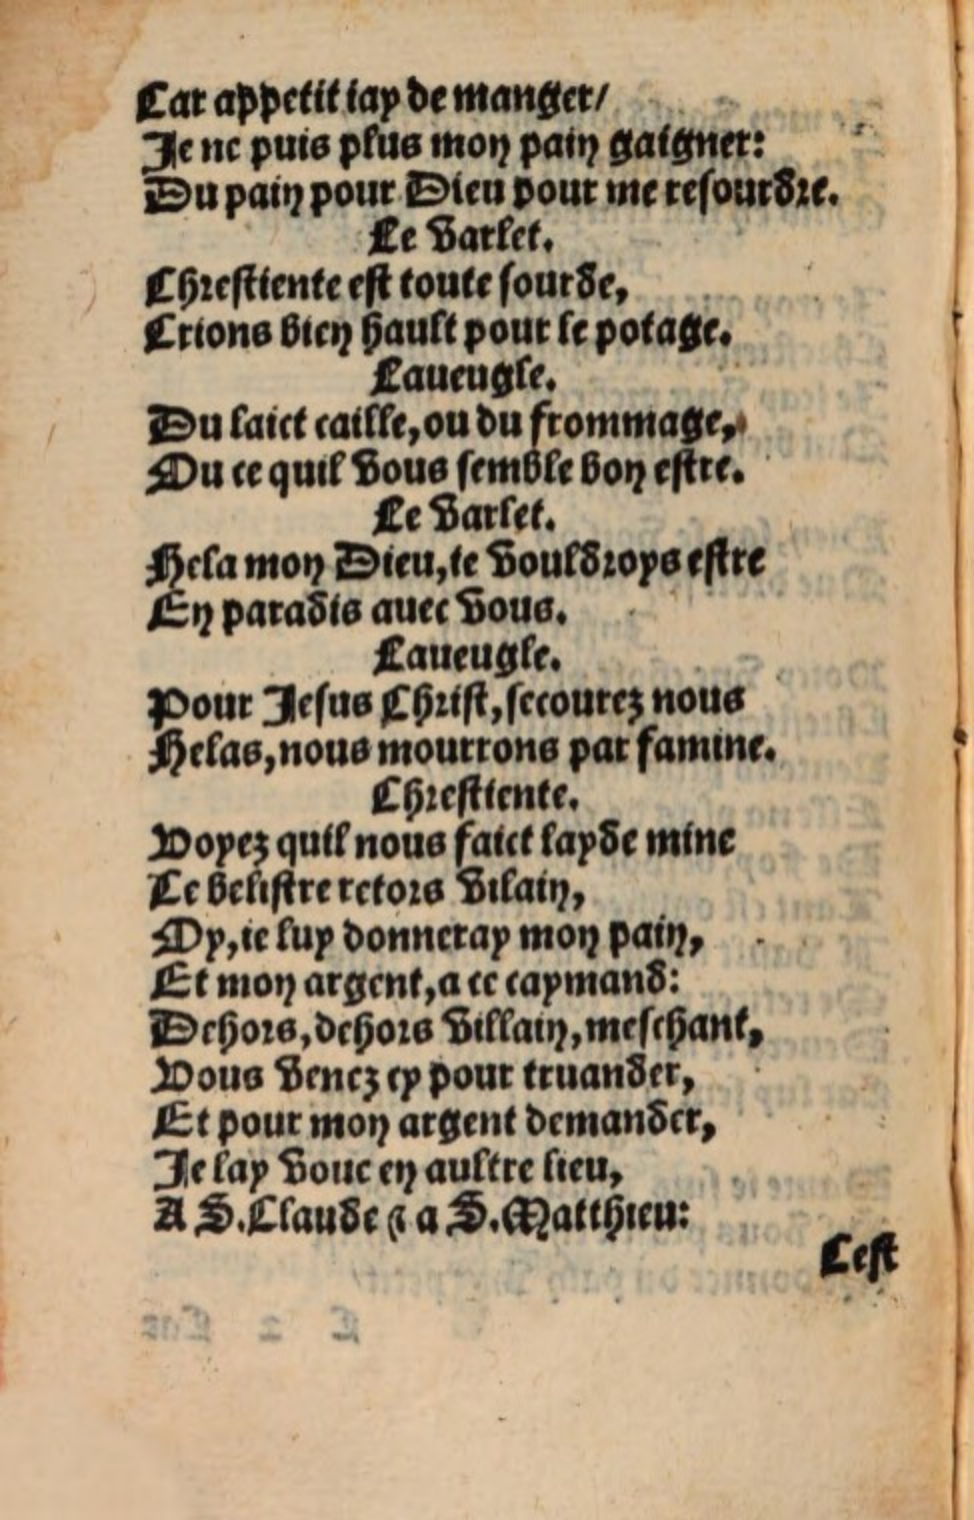 Car appetit iay de manger/
Je ne puis plus mon pain gaigner:
Du pain pour Dieu pour me resourdre.
Le Varlet.
Chrestiente est toute sourde,
Crions bien hault pour le potage.
Laueugle.
Du laict caille, ou du frommage,
Ou ce quil vous semble bon estre.
Le Varlet.
Hela mon Dieu, ie vouldroys estre
En paradis auec vous.
Laueugle.
Pour Jesus Christ, secourez nous
Helas, nous mourrons par famine.
Chrestiente.
Voyez quil nous faict layde mine
Le belistre retors vilain,
Oy, ie luy donneray mon pain,
Et mon argent, a ce caymand:
Dehors, dehors villain, meschant,
Vous venez cy pour truander,
Et pour mon argent demander,
Je lay voue en aultre lieu,
A S. Claude & a S. Matthieu:
Cest